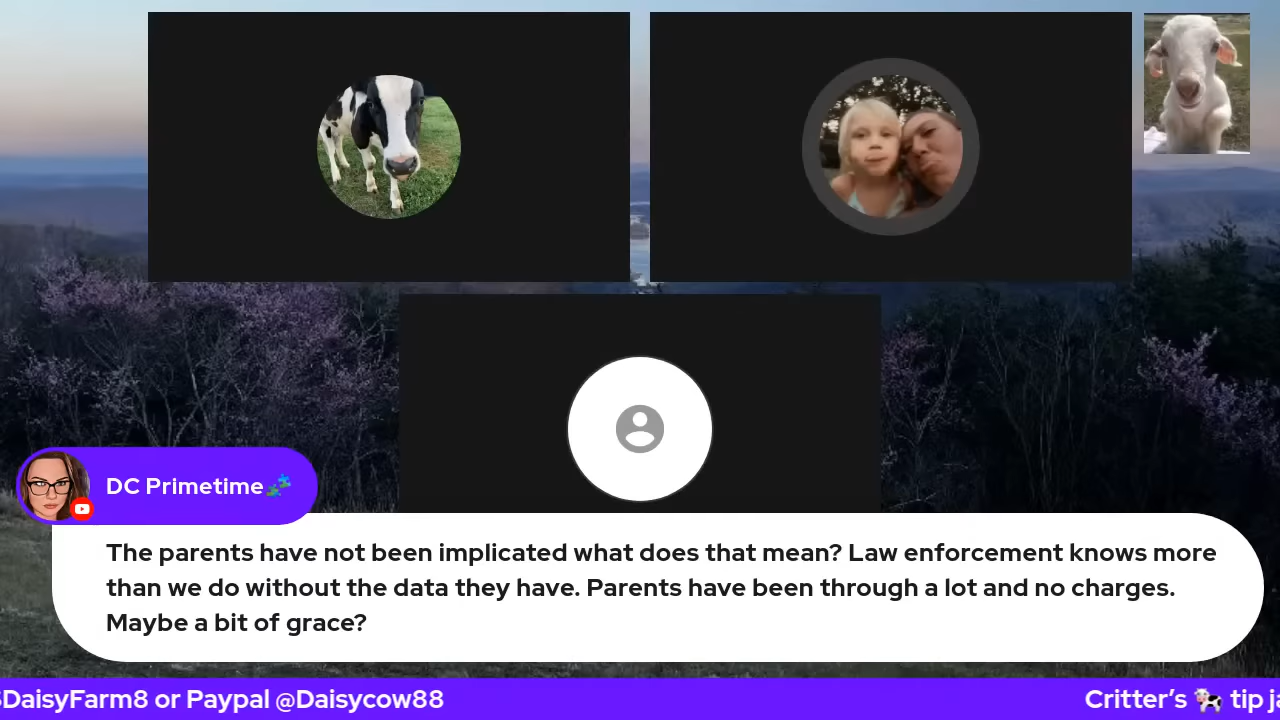 DC Primetime
The parents have not been implicated what does that mean? Law enforcement knows more
than we do without the data they have. Parents have been through a lot and no charges.
Maybe a bit of grace?
DaisyFarm8 or Paypal @Daisycow88
Critter’s 🐄 tip